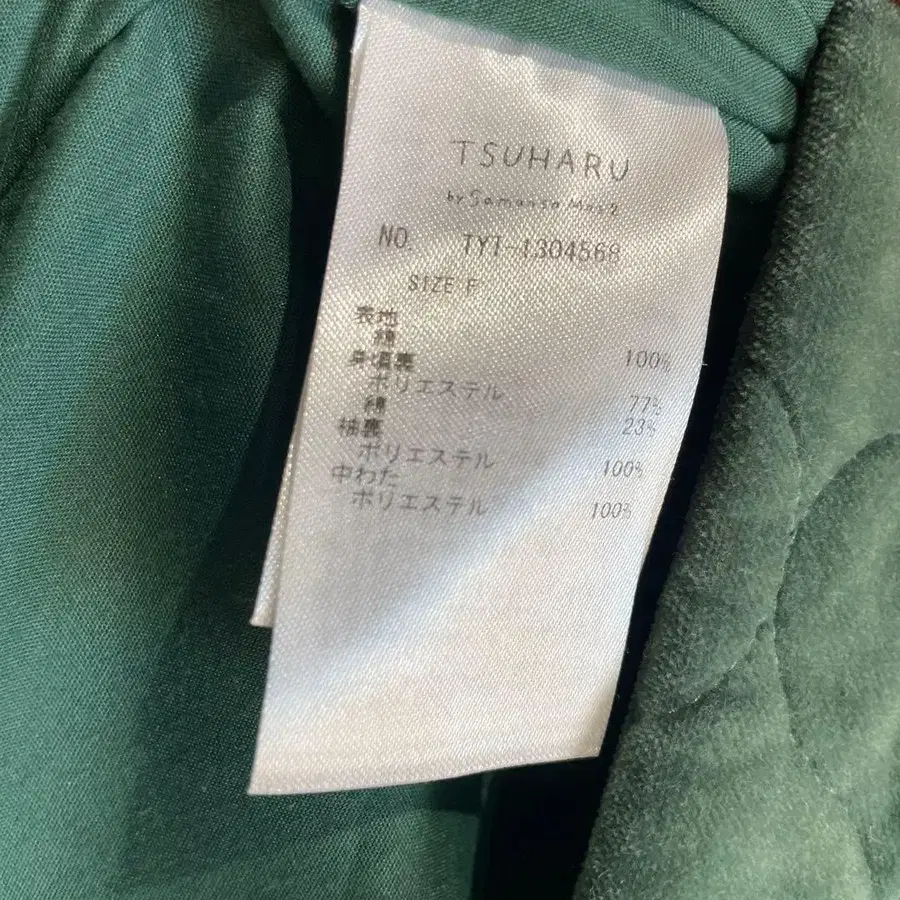 TSUHARU
by Samansa Mos2
NO. TYT-1304568
SIZE F
表地
綿 100%
身頃裏
ポリエステル 77%
綿 23%
袖裏
ポリエステル 100%
中わた
ポリエステル 100%